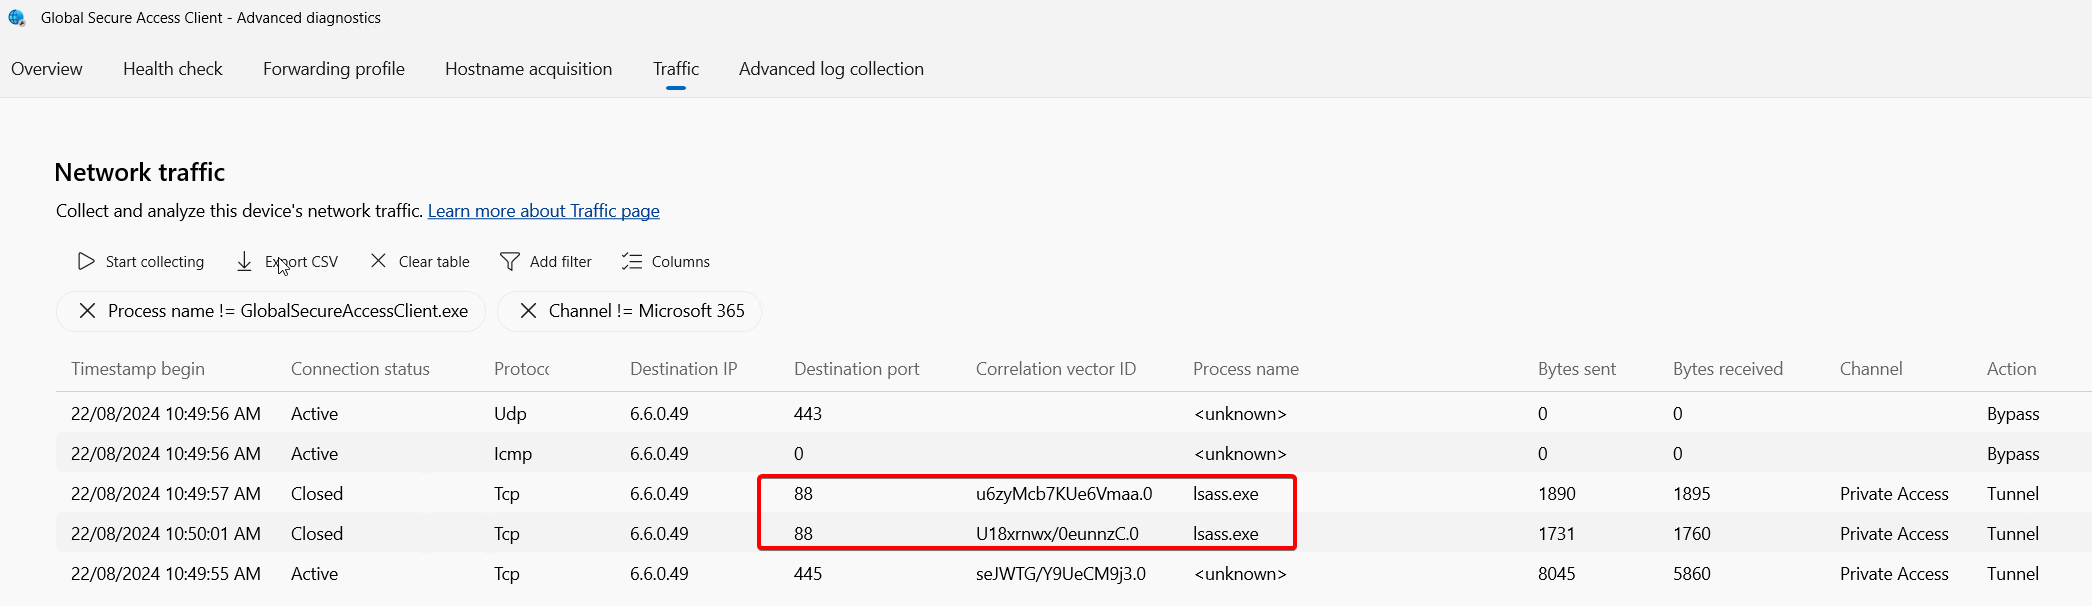 Global Secure Access Client - Advanced diagnostics
Overview Health check Forwarding profile Hostname acquisition Traffic Advanced log collection
Network traffic
Collect and analyze this device's network traffic. Learn more about Traffic page
Start collecting Export CSV Clear table Add filter Columns
Process name != GlobalSecureAccessClient.exe Channel != Microsoft 365
Timestamp begin Connection status Protoc Destination IP Destination port Correlation vector ID Process name Bytes sent Bytes received Channel Action
22/08/2024 10:49:56 AM Active Udp 6.6.0.49 443 <unknown> 0 0 Bypass
22/08/2024 10:49:56 AM Active Icmp 6.6.0.49 0 <unknown> 0 0 Bypass
22/08/2024 10:49:57 AM Closed Tcp 6.6.0.49 88 u6zyMcb7KUe6Vmaa.0 lsass.exe 1890 1895 Private Access Tunnel
22/08/2024 10:50:01 AM Closed Tcp 6.6.0.49 88 U18xrnwx/0eunnzC.0 lsass.exe 1731 1760 Private Access Tunnel
22/08/2024 10:49:55 AM Active Tcp 6.6.0.49 445 seJWTG/Y9UeCM9j3.0 <unknown> 8045 5860 Private Access Tunnel